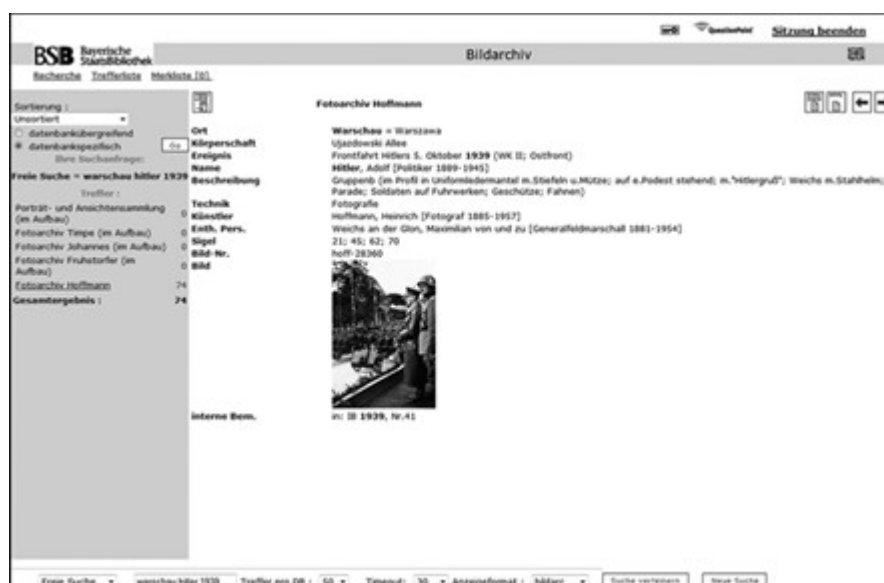 QuestionPoint
Sitzung beenden
BSB Bayerische StaatsBibliothek
Bildarchiv
Recherche Trefferliste Merkliste [0]
Sortierung :
Unsortiert
datenbankübergreifend
datenbankspezifisch
Ihre Suchanfrage:
Freie Suche = warschau hitler 1939
Treffer :
Porträt- und Ansichtensammlung (im Aufbau) 0
Fotoarchiv Timpe (im Aufbau) 0
Fotoarchiv Johannes (im Aufbau) 0
Fotoarchiv Fruhstorfer (im Aufbau) 0
Fotoarchiv Hoffmann 74
Gesamtergebnis : 74
Fotoarchiv Hoffmann
Ort Warschau = Warszawa
Körperschaft Ujazdowski Allee
Ereignis Frontfahrt Hitlers 5. Oktober 1939 (WK II; Ostfront)
Name Hitler, Adolf [Politiker 1889-1945]
Beschreibung Gruppenb (im Profil in Uniformledermantel m.Stiefeln u.Mütze; auf e.Podest stehend; m."Hitlergruß"; Weichs m.Stahlhelm;
Parade; Soldaten auf Fuhrwerken; Geschütze; Fahnen)
Technik Fotografie
Künstler Hoffmann, Heinrich [Fotograf 1885-1957]
Enth. Pers. Weichs an der Glon, Maximilian von und zu [Generalfeldmarschall 1881-1954]
Sigel 21; 45; 62; 70
Bild-Nr. hoff-28360
Bild
interne Bem. in: IB 1939, Nr.41
Freie Suche warschau hitler 1939 Treffer pro DB : 50 Timeout: 30 Anzeigeformat : bildarc Suche verfeinern Neue Suche